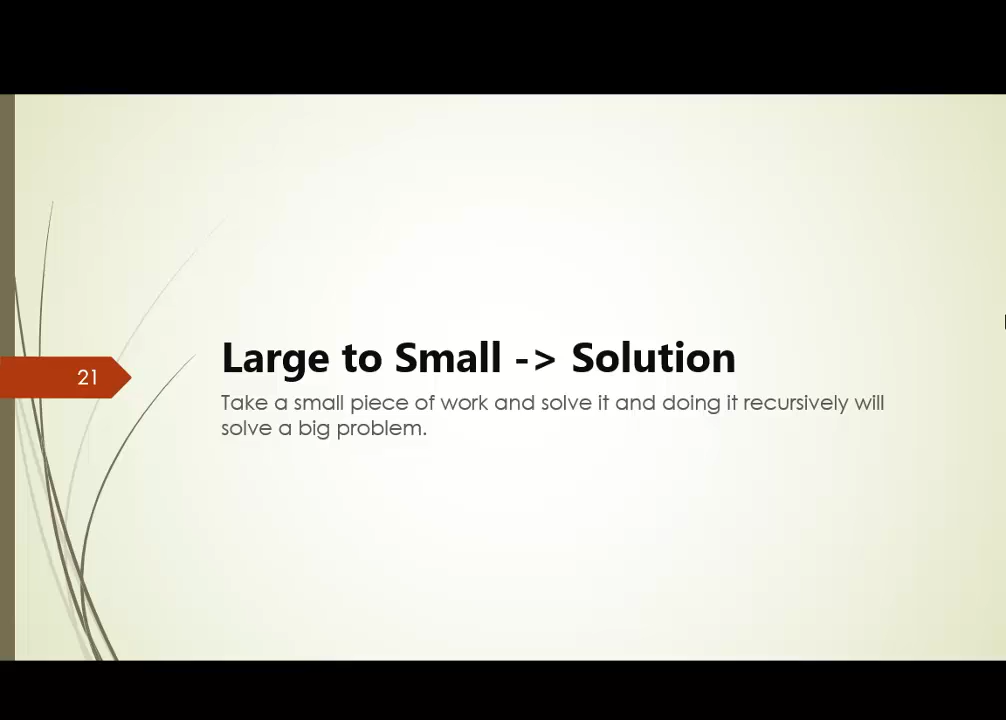 Large to Small -> Solution
21
Take a small piece of work and solve it and doing it recursively will
solve a big problem.